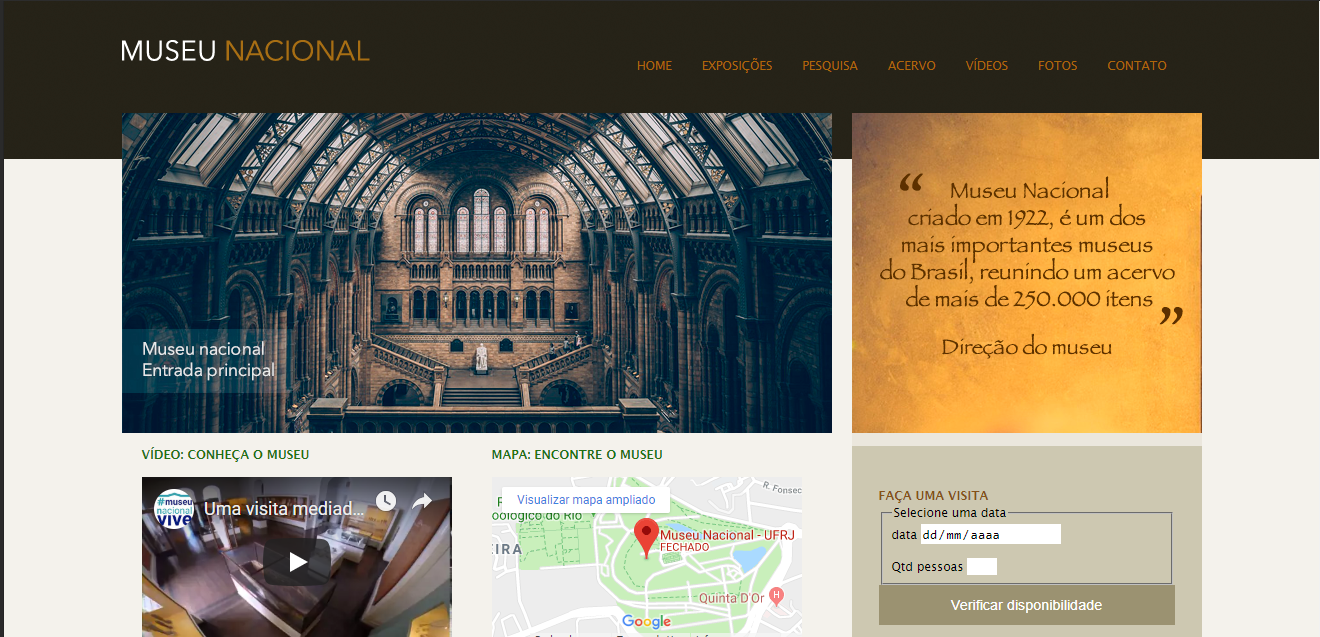 MUSEU NACIONAL
HOME EXPOSIÇÕES PESQUISA ACERVO VÍDEOS FOTOS CONTATO
Museu nacional
Entrada principal
“ Museu Nacional
criado em 1922, é um dos
mais importantes museus
do Brasil, reunindo um acervo
de mais de 250.000 itens ”
Direção do museu
VÍDEO: CONHEÇA O MUSEU
#museu
nacional
vive
Uma visita mediad...
MAPA: ENCONTRE O MUSEU
Visualizar mapa ampliado
R. Fonsec
oológico do Rio
EIRA
Museu Nacional - UFRJ
FECHADO
Quinta D'Or
H
Google
FAÇA UMA VISITA
Selecione uma data
data dd/mm/aaaa
Qtd pessoas
Verificar disponibilidade